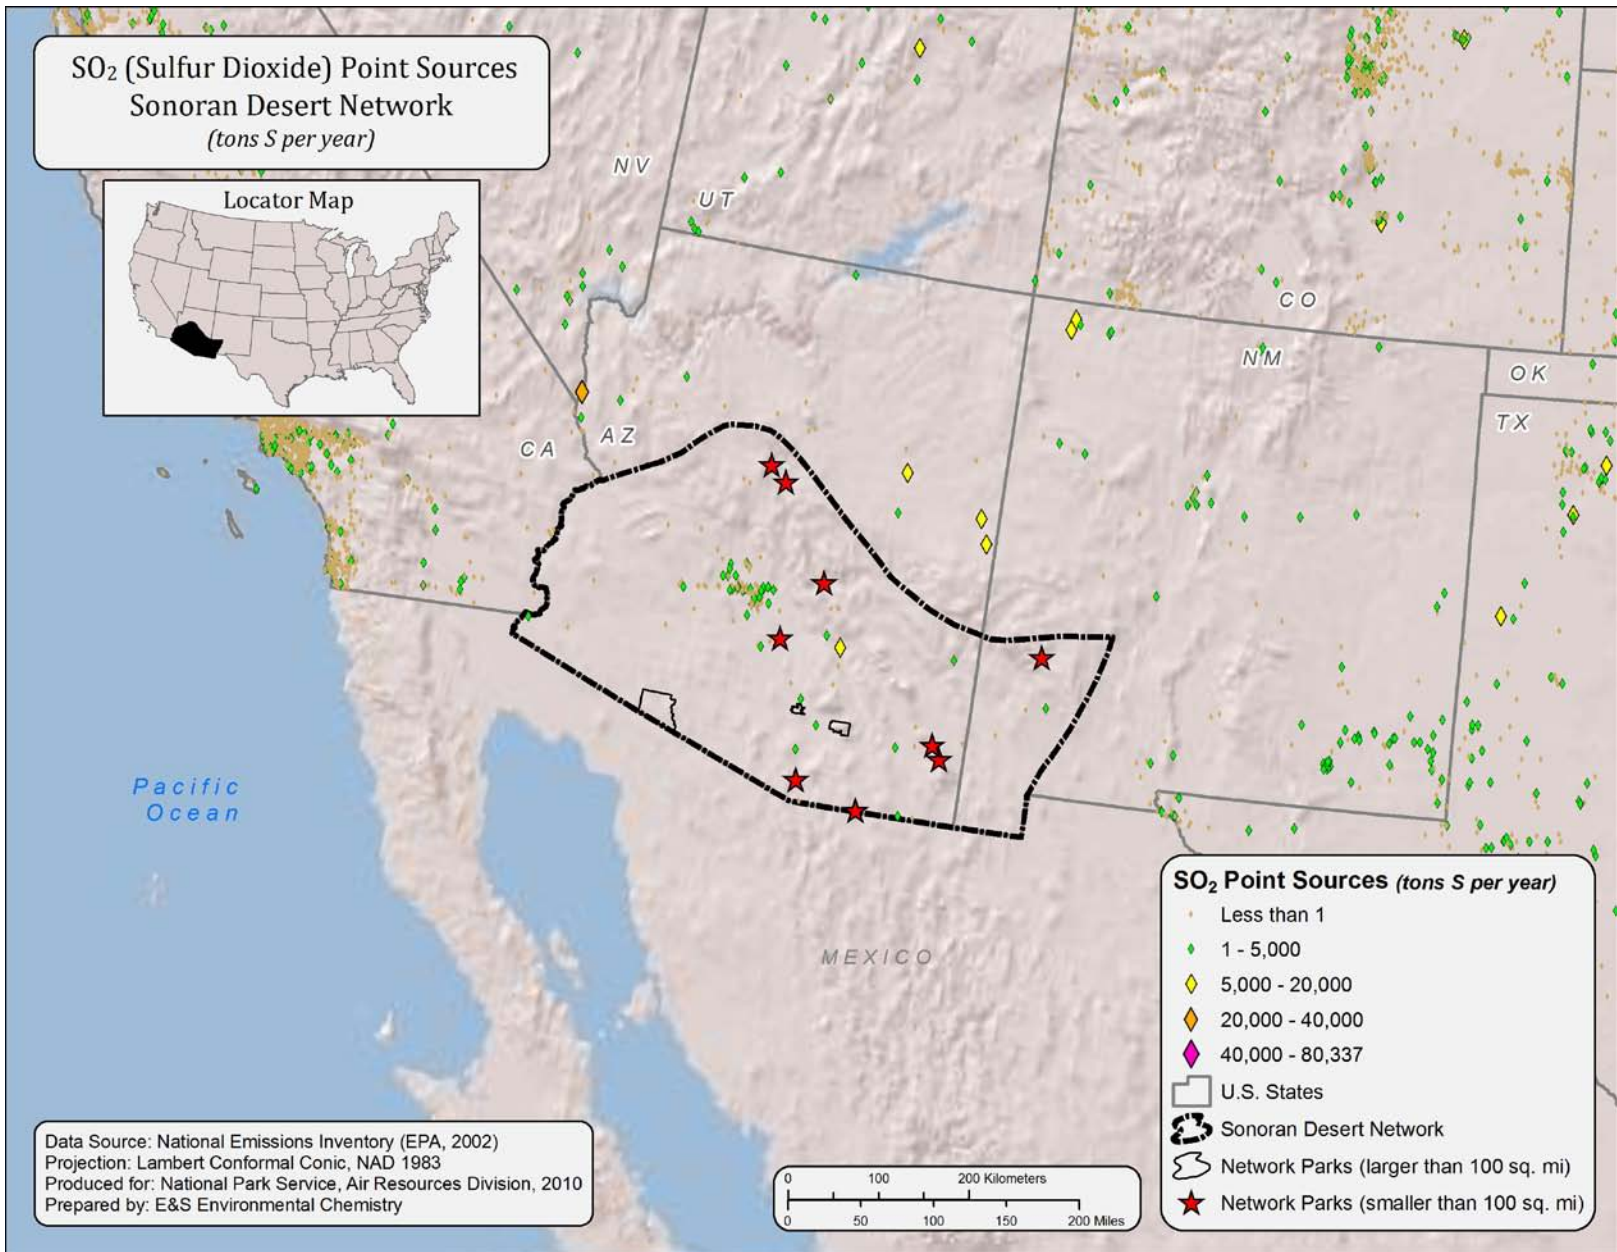 SO₂ (Sulfur Dioxide) Point Sources
Sonoran Desert Network
(tons S per year)
Locator Map
NV
UT
CO
NM
OK
TX
CA
AZ
Pacific
Ocean
MEXICO
SO₂ Point Sources (tons S per year)
Less than 1
1 - 5,000
5,000 - 20,000
20,000 - 40,000
40,000 - 80,337
U.S. States
Sonoran Desert Network
Network Parks (larger than 100 sq. mi)
Network Parks (smaller than 100 sq. mi)
Data Source: National Emissions Inventory (EPA, 2002)
Projection: Lambert Conformal Conic, NAD 1983
Produced for: National Park Service, Air Resources Division, 2010
Prepared by: E&S Environmental Chemistry
0 100 200 Kilometers
0 50 100 150 200 Miles